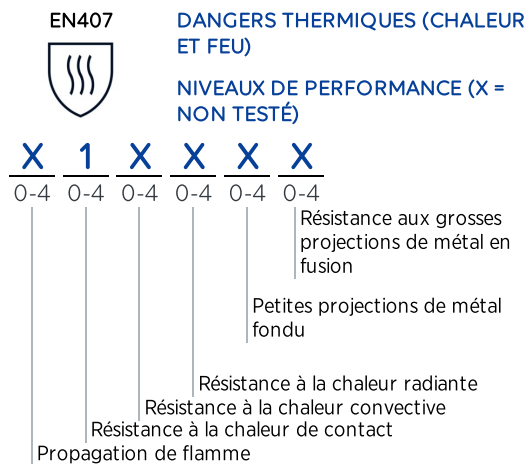 EN407
DANGERS THERMIQUES (CHALEUR
ET FEU)
NIVEAUX DE PERFORMANCE (X =
NON TESTÉ)
X 1 X X X X
0-4 0-4 0-4 0-4 0-4 0-4
Résistance aux grosses
projections de métal en
fusion
Petites projections de métal
fondu
Résistance à la chaleur radiante
Résistance à la chaleur convective
Résistance à la chaleur de contact
Propagation de flamme